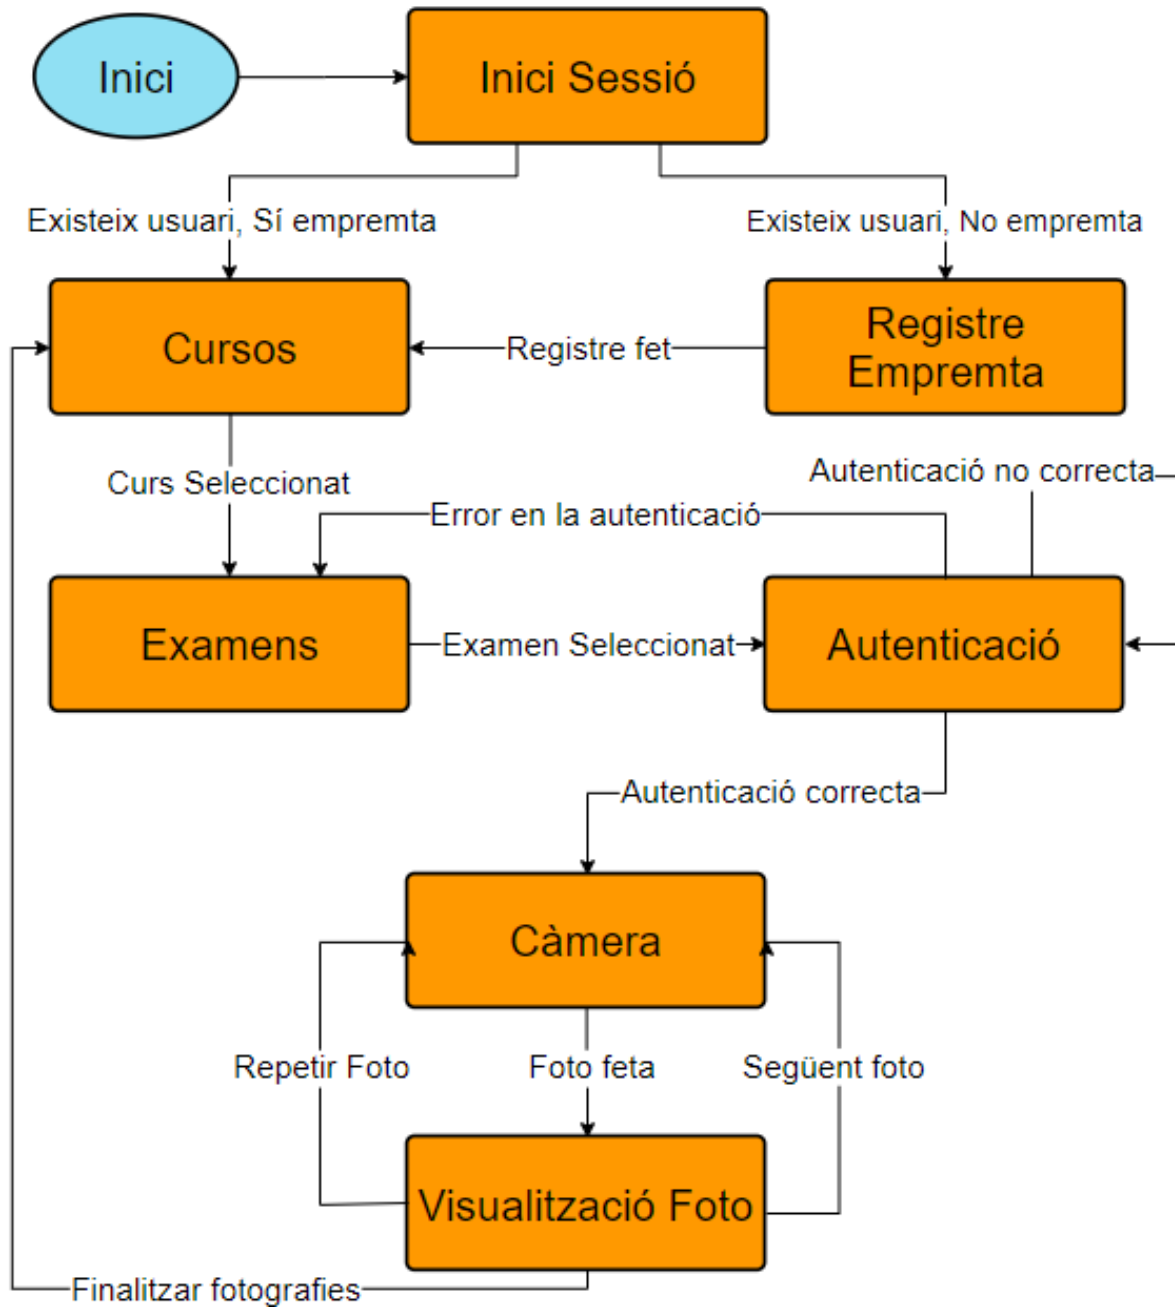 Inici
Inici Sessió
Existeix usuari, Sí empremta
Existeix usuari, No empremta
Cursos
Registre fet
Registre
Empremta
Curs Seleccionat
Autenticació no correcta
Error en la autenticació
Examens
Examen Seleccionat
Autenticació
Autenticació correcta
Càmera
Repetir Foto
Foto feta
Següent foto
Visualització Foto
Finalitzar fotografies